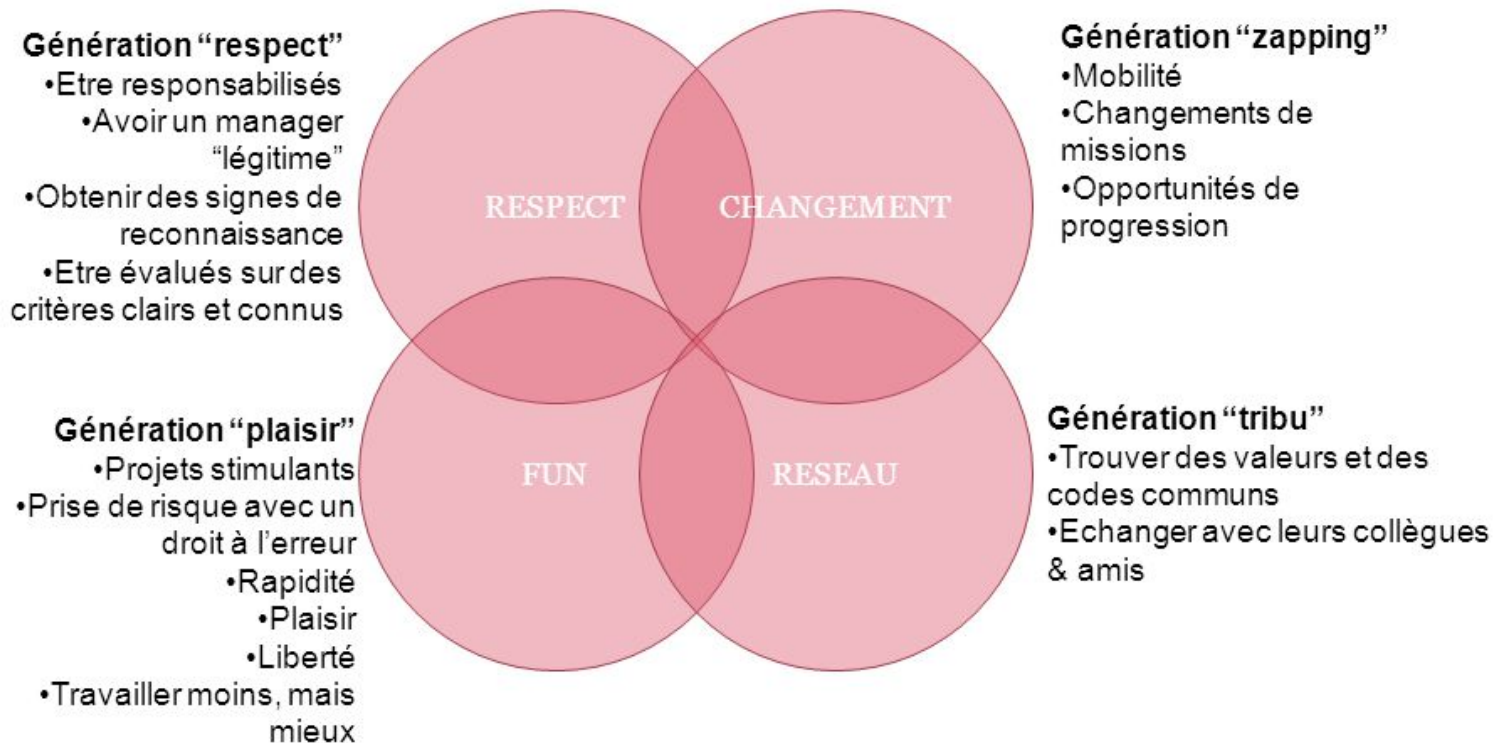 Génération “respect”
•Etre responsabilisés
•Avoir un manager
“légitime”
•Obtenir des signes de
reconnaissance
•Etre évalués sur des
critères clairs et connus
RESPECT
CHANGEMENT
Génération “zapping”
•Mobilité
•Changements de
missions
•Opportunités de
progression
Génération “plaisir”
•Projets stimulants
•Prise de risque avec un
droit à l’erreur
•Rapidité
•Plaisir
•Liberté
•Travailler moins, mais
mieux
FUN
RESEAU
Génération “tribu”
•Trouver des valeurs et des
codes communs
•Echanger avec leurs collègues
& amis